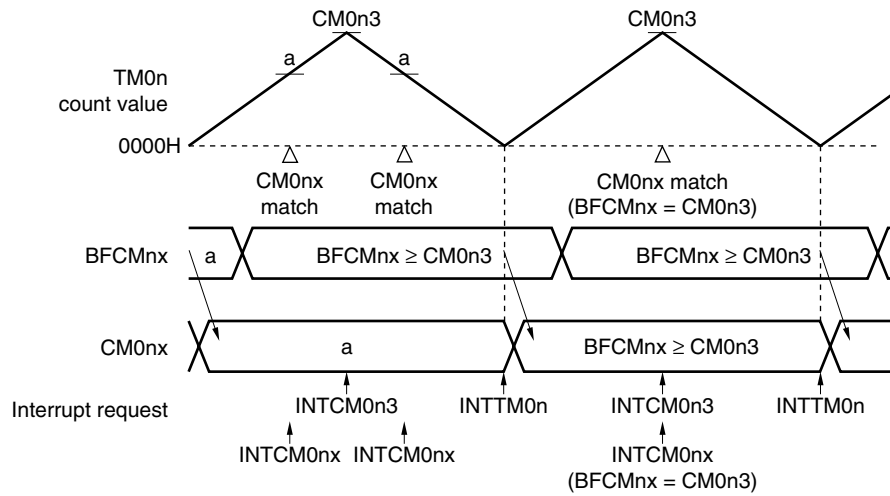 CM0n3
CM0n3
a
a
TM0n
count value
0000H
CM0nx
match
CM0nx
match
CM0nx match
(BFCMnx = CM0n3)
BFCMnx
a
BFCMnx ≥ CM0n3
BFCMnx ≥ CM0n3
CM0nx
a
BFCMnx ≥ CM0n3
Interrupt request
INTCM0n3
INTTM0n
INTCM0n3
INTTM0n
INTCM0nx
INTCM0nx
INTCM0nx
(BFCMnx = CM0n3)